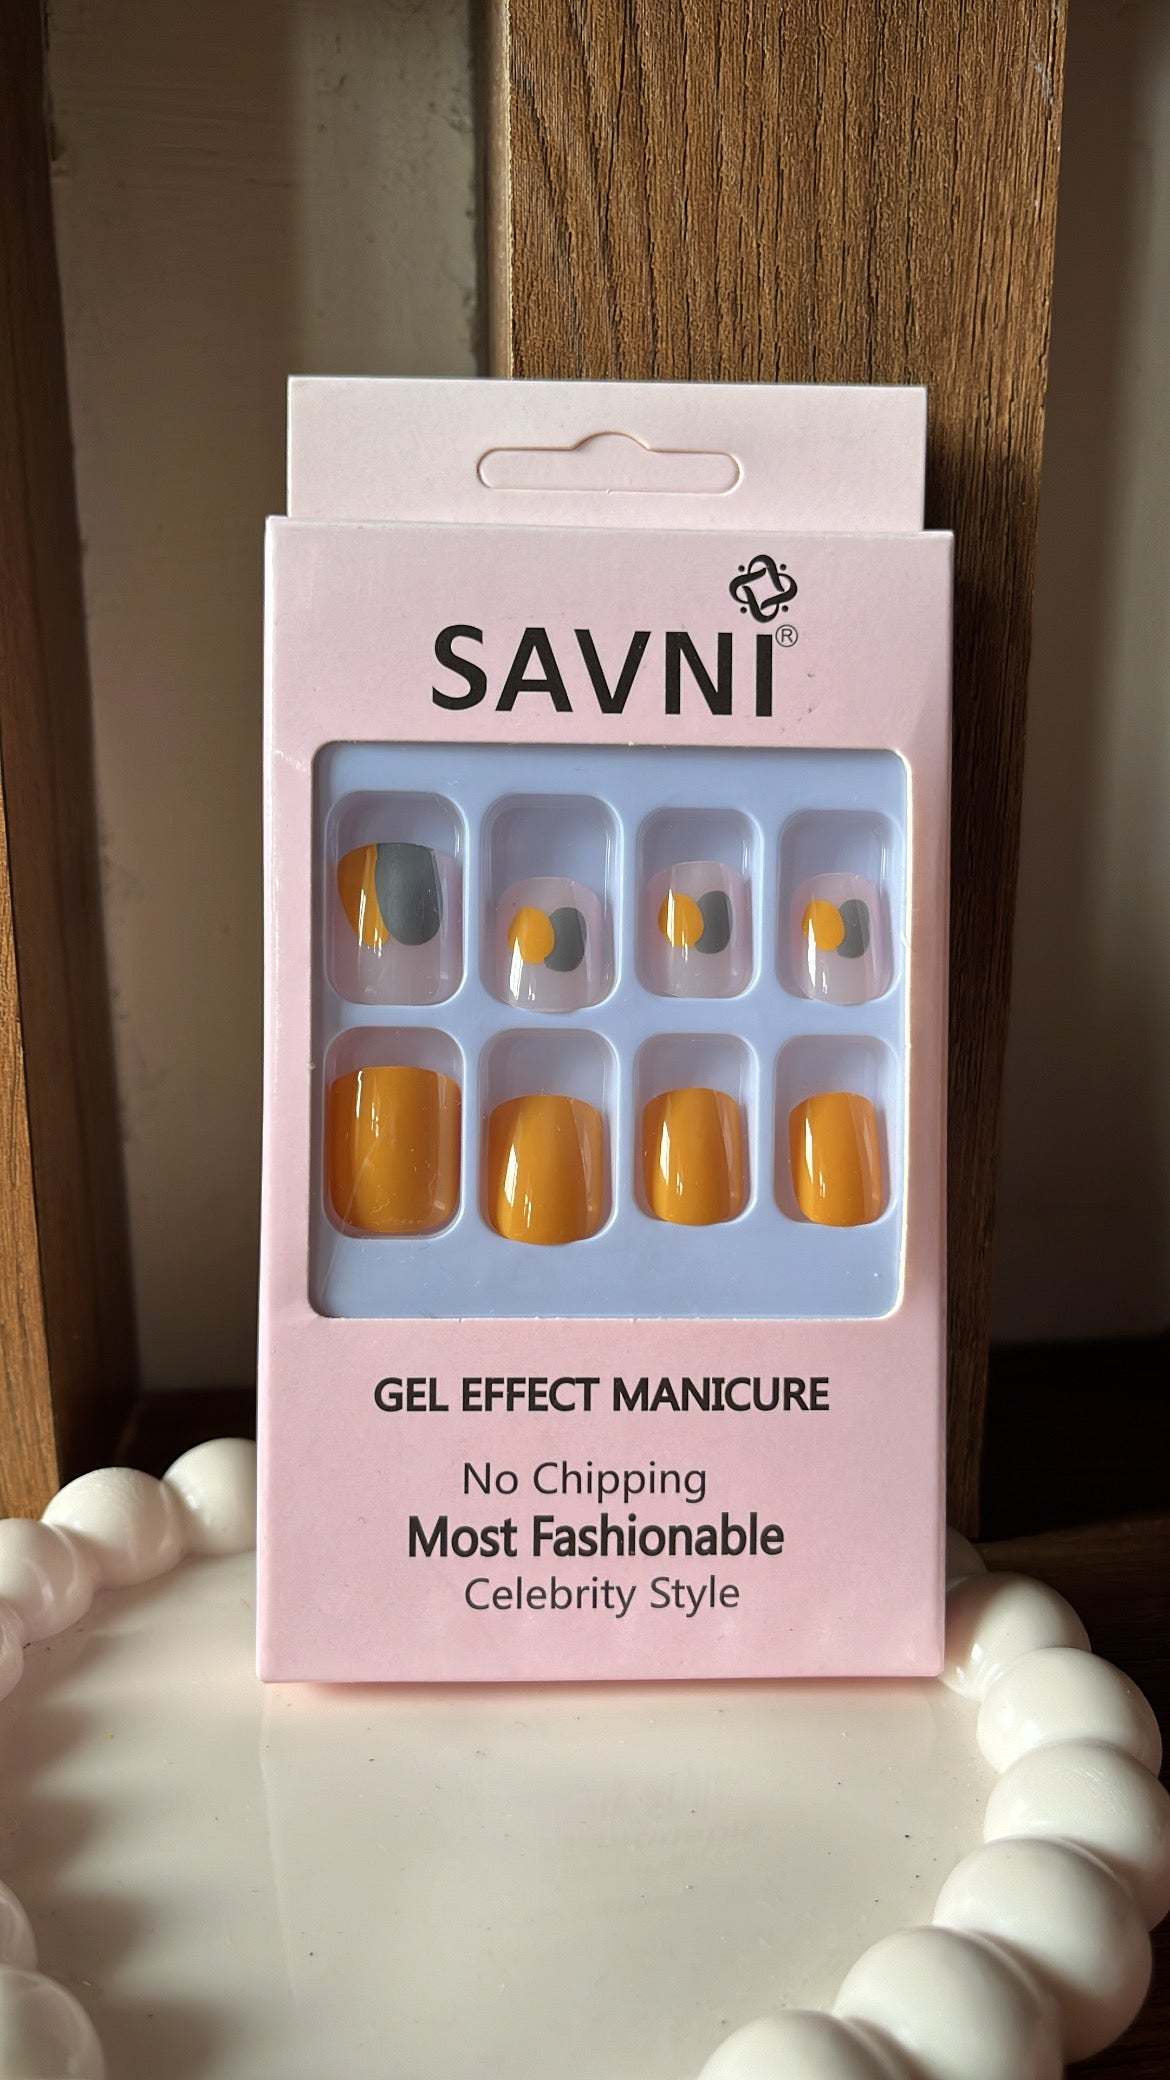 SAVNI®
GEL EFFECT MANICURE
No Chipping
Most Fashionable
Celebrity Style